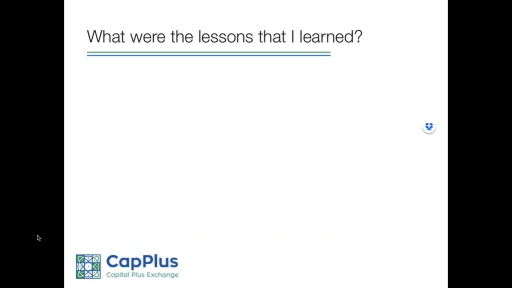 What were the lessons that I learned?
CapPlus
Capital Plus Exchange